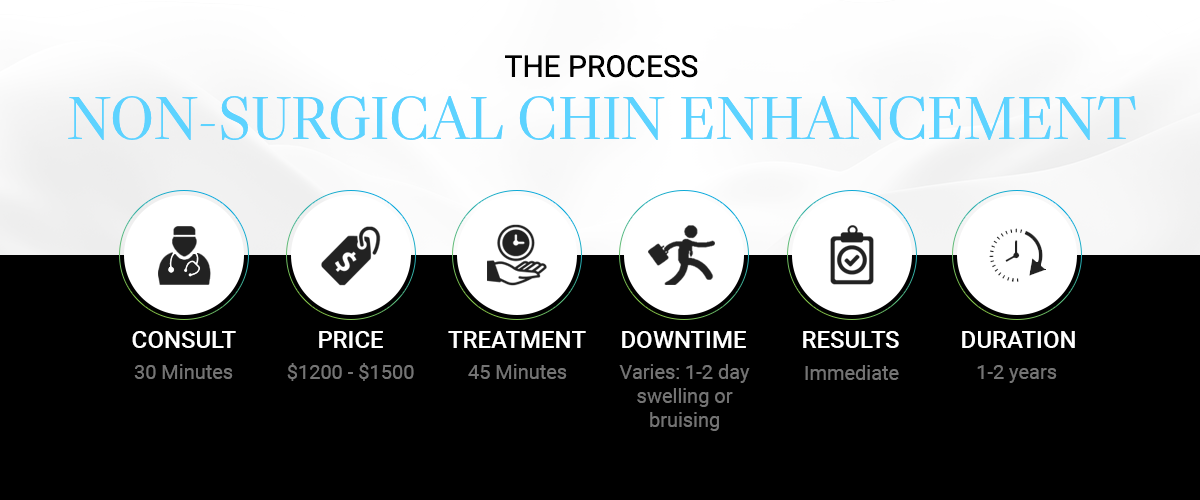 THE PROCESS
NON-SURGICAL CHIN ENHANCEMENT
CONSULT
30 Minutes
PRICE
$1200 - $1500
TREATMENT
45 Minutes
DOWNTIME
Varies: 1-2 day
swelling or
bruising
RESULTS
Immediate
DURATION
1-2 years